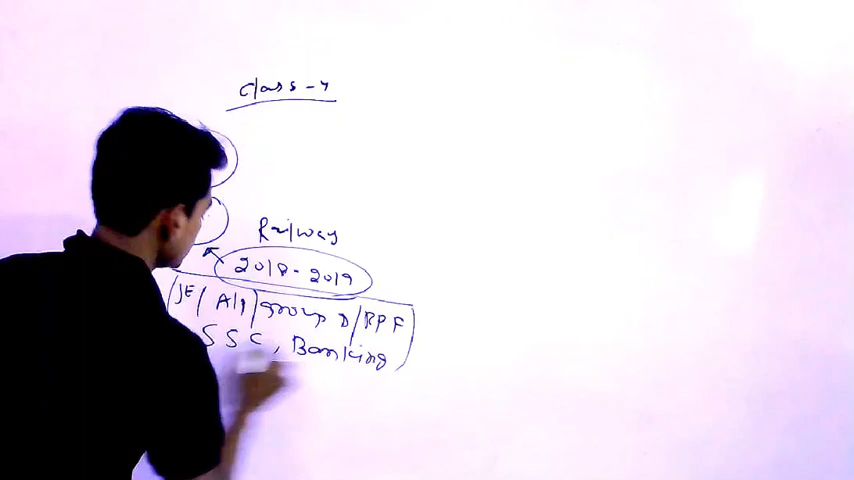 Class-4
Railway
2018-2019
JE/ Alp/group D/RPF
SSC, Banking